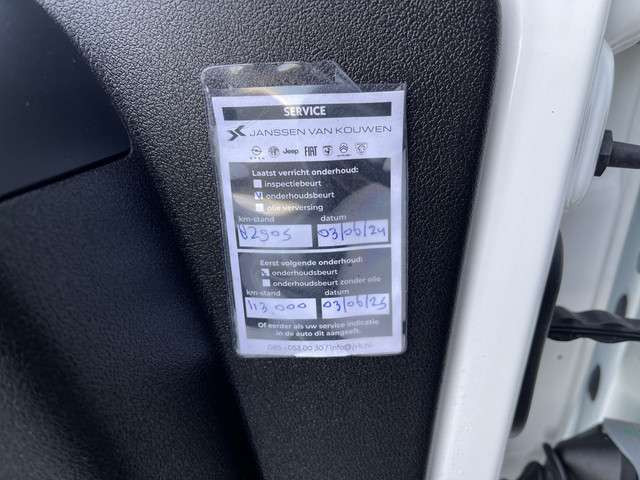 SERVICE
JANSSEN VAN KOUWEN
Jeep FIAT
Laatst verricht onderhoud:
inspectiebeurt
onderhoudsbeurt
olieverversing
km-stand datum
82905 03/06/24
Eerst volgende onderhoud:
onderhoudsbeurt
onderhoudsbeurt zonder olie
km-stand datum
113 000 03/06/25
Of eerder als uw service indicatie
in de auto dit aangeeft.